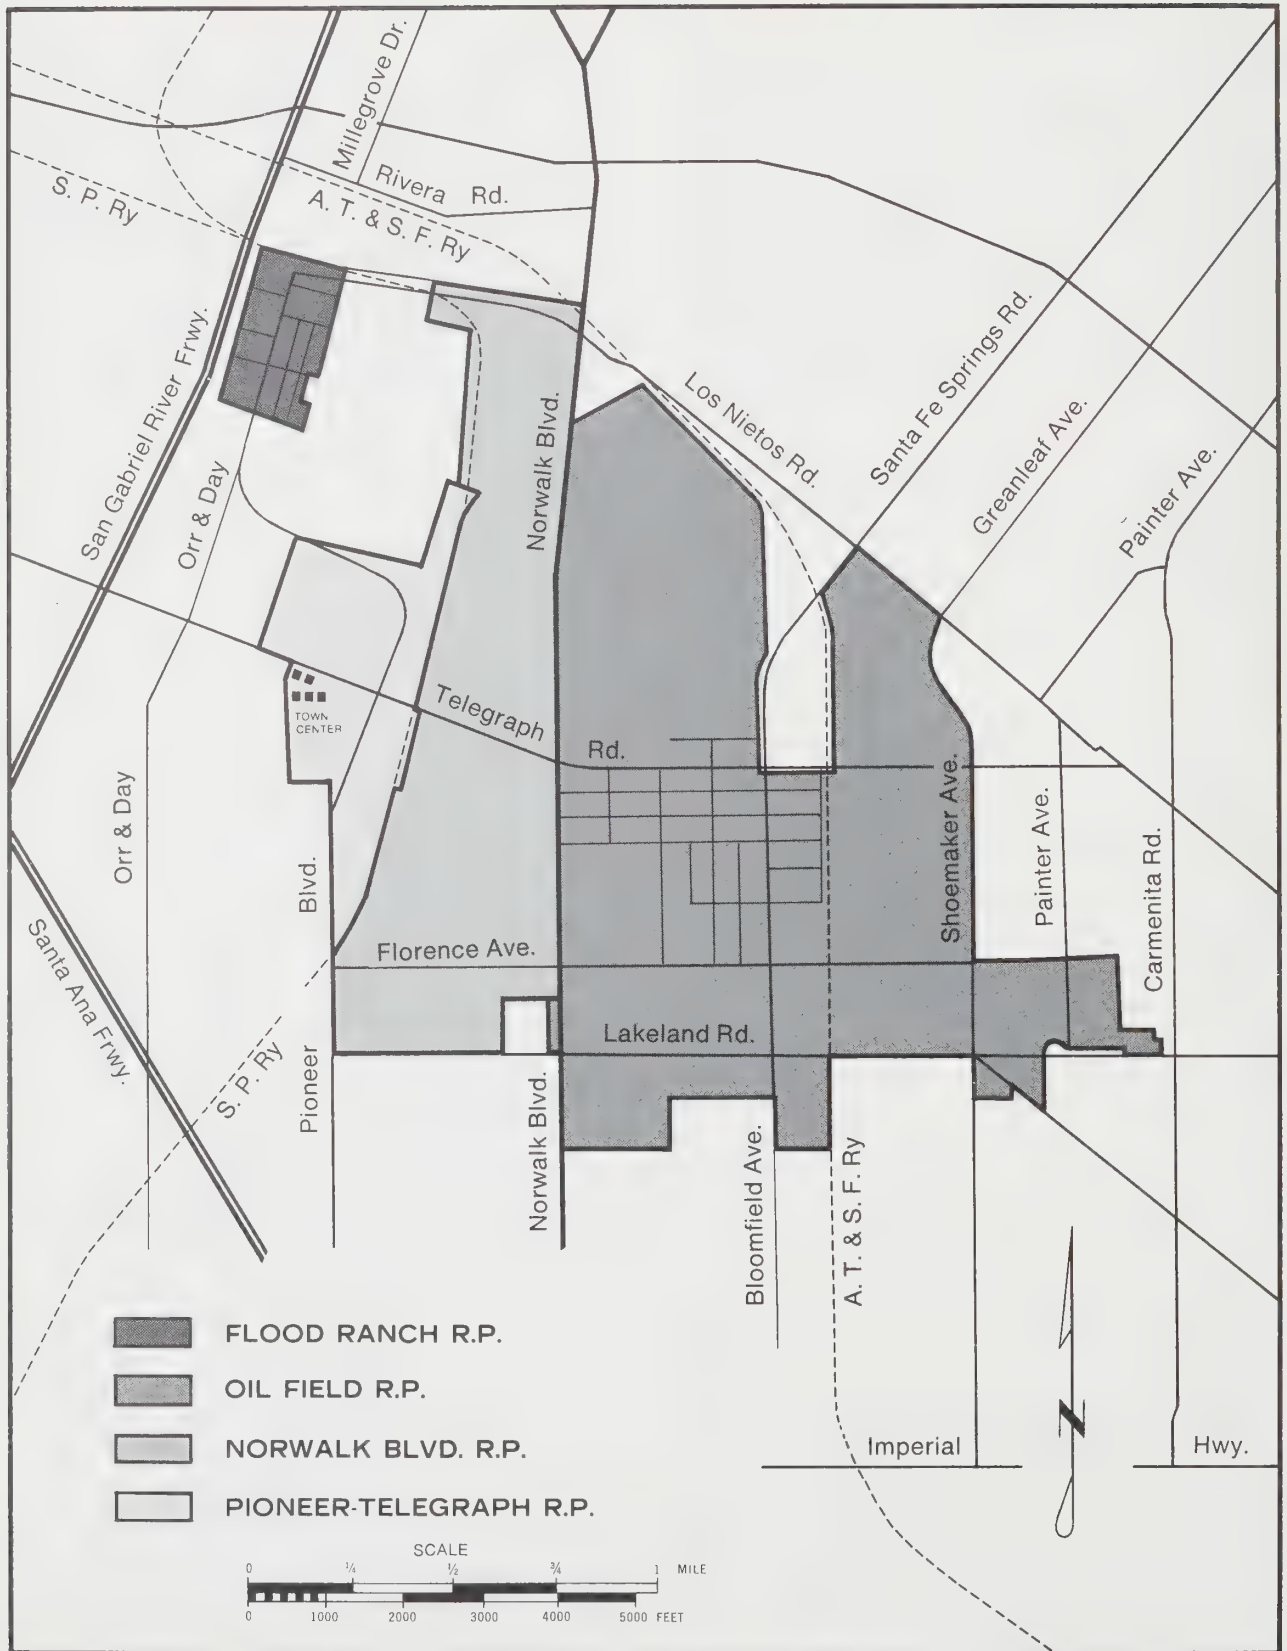 Millegrove Dr.
Rivera Rd.
S. P. Ry
A. T. & S. F. Ry
San Gabriel River Frwy.
Norwalk Blvd.
Los Nietos Rd.
Santa Fe Springs Rd.
Greanleaf Ave.
Painter Ave.
Orr & Day
TOWN
CENTER
Telegraph Rd.
Orr & Day
Blvd.
Shoemaker Ave.
Painter Ave.
Carmenita Rd.
Santa Ana Frwy.
Florence Ave.
Lakeland Rd.
S. P. Ry
Pioneer
Norwalk Blvd.
Bloomfield Ave.
A. T. & S. F. Ry
FLOOD RANCH R.P.
OIL FIELD R.P.
NORWALK BLVD. R.P.
PIONEER-TELEGRAPH R.P.
Imperial Hwy.
N
SCALE
0 1/4 1/2 3/4 1 MILE
0 1000 2000 3000 4000 5000 FEET